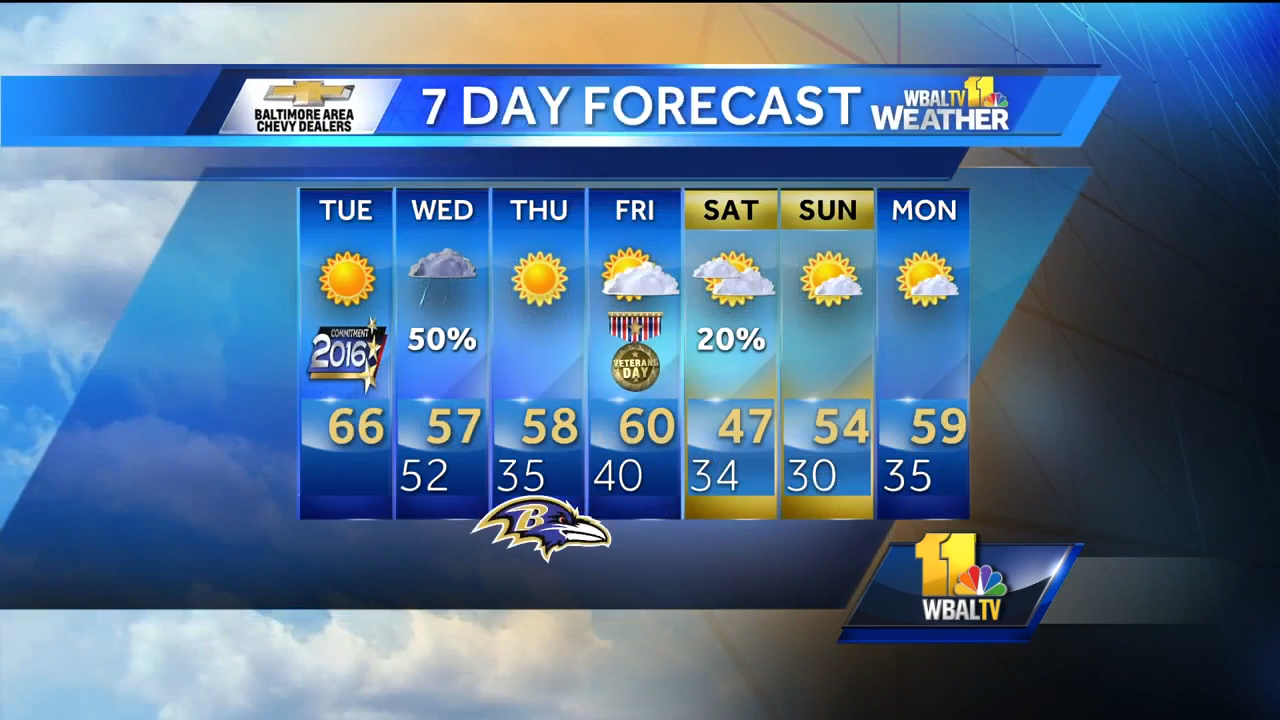 BALTIMORE AREA
CHEVY DEALERS
7 DAY FORECAST
WBALTV 11
WEATHER
TUE WED THU FRI SAT SUN MON
COMMITMENT
2016
50%
VETERANS
DAY
20%
66 57 58 60 47 54 59
52 35 40 34 30 35
B
11
WBALTV